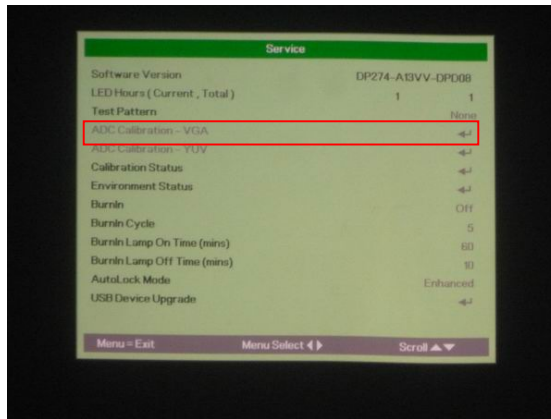 Service
Software Version DP274-A13VV-DPD08
LED Hours ( Current , Total ) 1 1
Test Pattern None
ADC Calibration - VGA
ADC Calibration - YUV
Calibration Status
Environment Status
BurnIn Off
BurnIn Cycle 5
BurnIn Lamp On Time (mins) 60
BurnIn Lamp Off Time (mins) 10
AutoLock Mode Enhanced
USB Device Upgrade
Menu = Exit Menu Select ◀ ▶ Scroll ▲ ▼